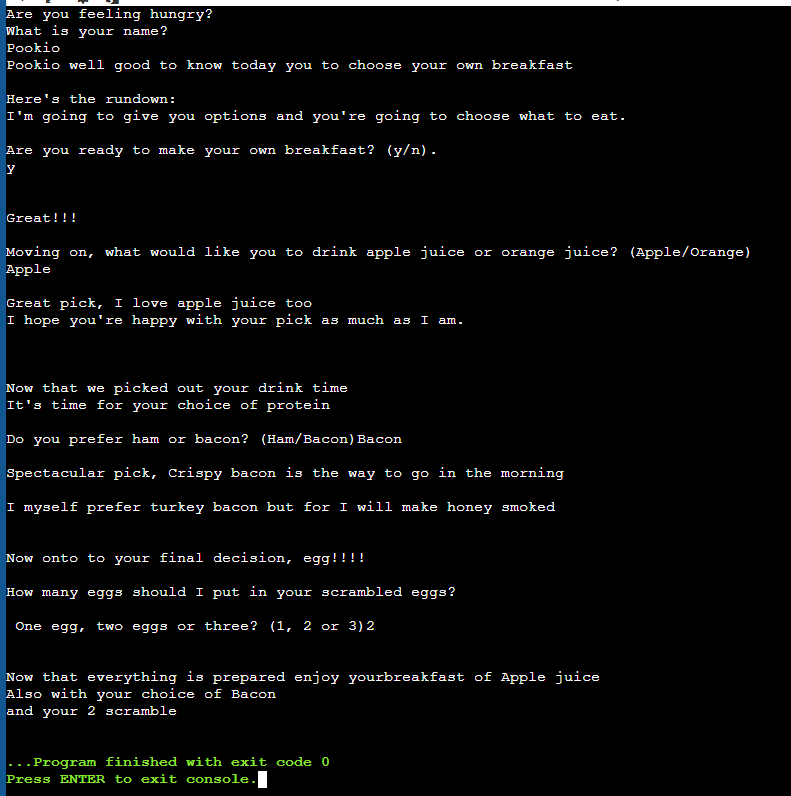 Are you feeling hungry?
What is your name?
Pookio
Pookio well good to know today you to choose your own breakfast
Here's the rundown:
I'm going to give you options and you're going to choose what to eat.
Are you ready to make your own breakfast? (y/n).
y
Great!!!
Moving on, what would like you to drink apple juice or orange juice? (Apple/Orange)
Apple
Great pick, I love apple juice too
I hope you're happy with your pick as much as I am.
Now that we picked out your drink time
It's time for your choice of protein
Do you prefer ham or bacon? (Ham/Bacon)Bacon
Spectacular pick, Crispy bacon is the way to go in the morning
I myself prefer turkey bacon but for I will make honey smoked
Now onto to your final decision, egg!!!!
How many eggs should I put in your scrambled eggs?
One egg, two eggs or three? (1, 2 or 3)2
Now that everything is prepared enjoy yourbreakfast of Apple juice
Also with your choice of Bacon
and your 2 scramble
...Program finished with exit code 0
Press ENTER to exit console.